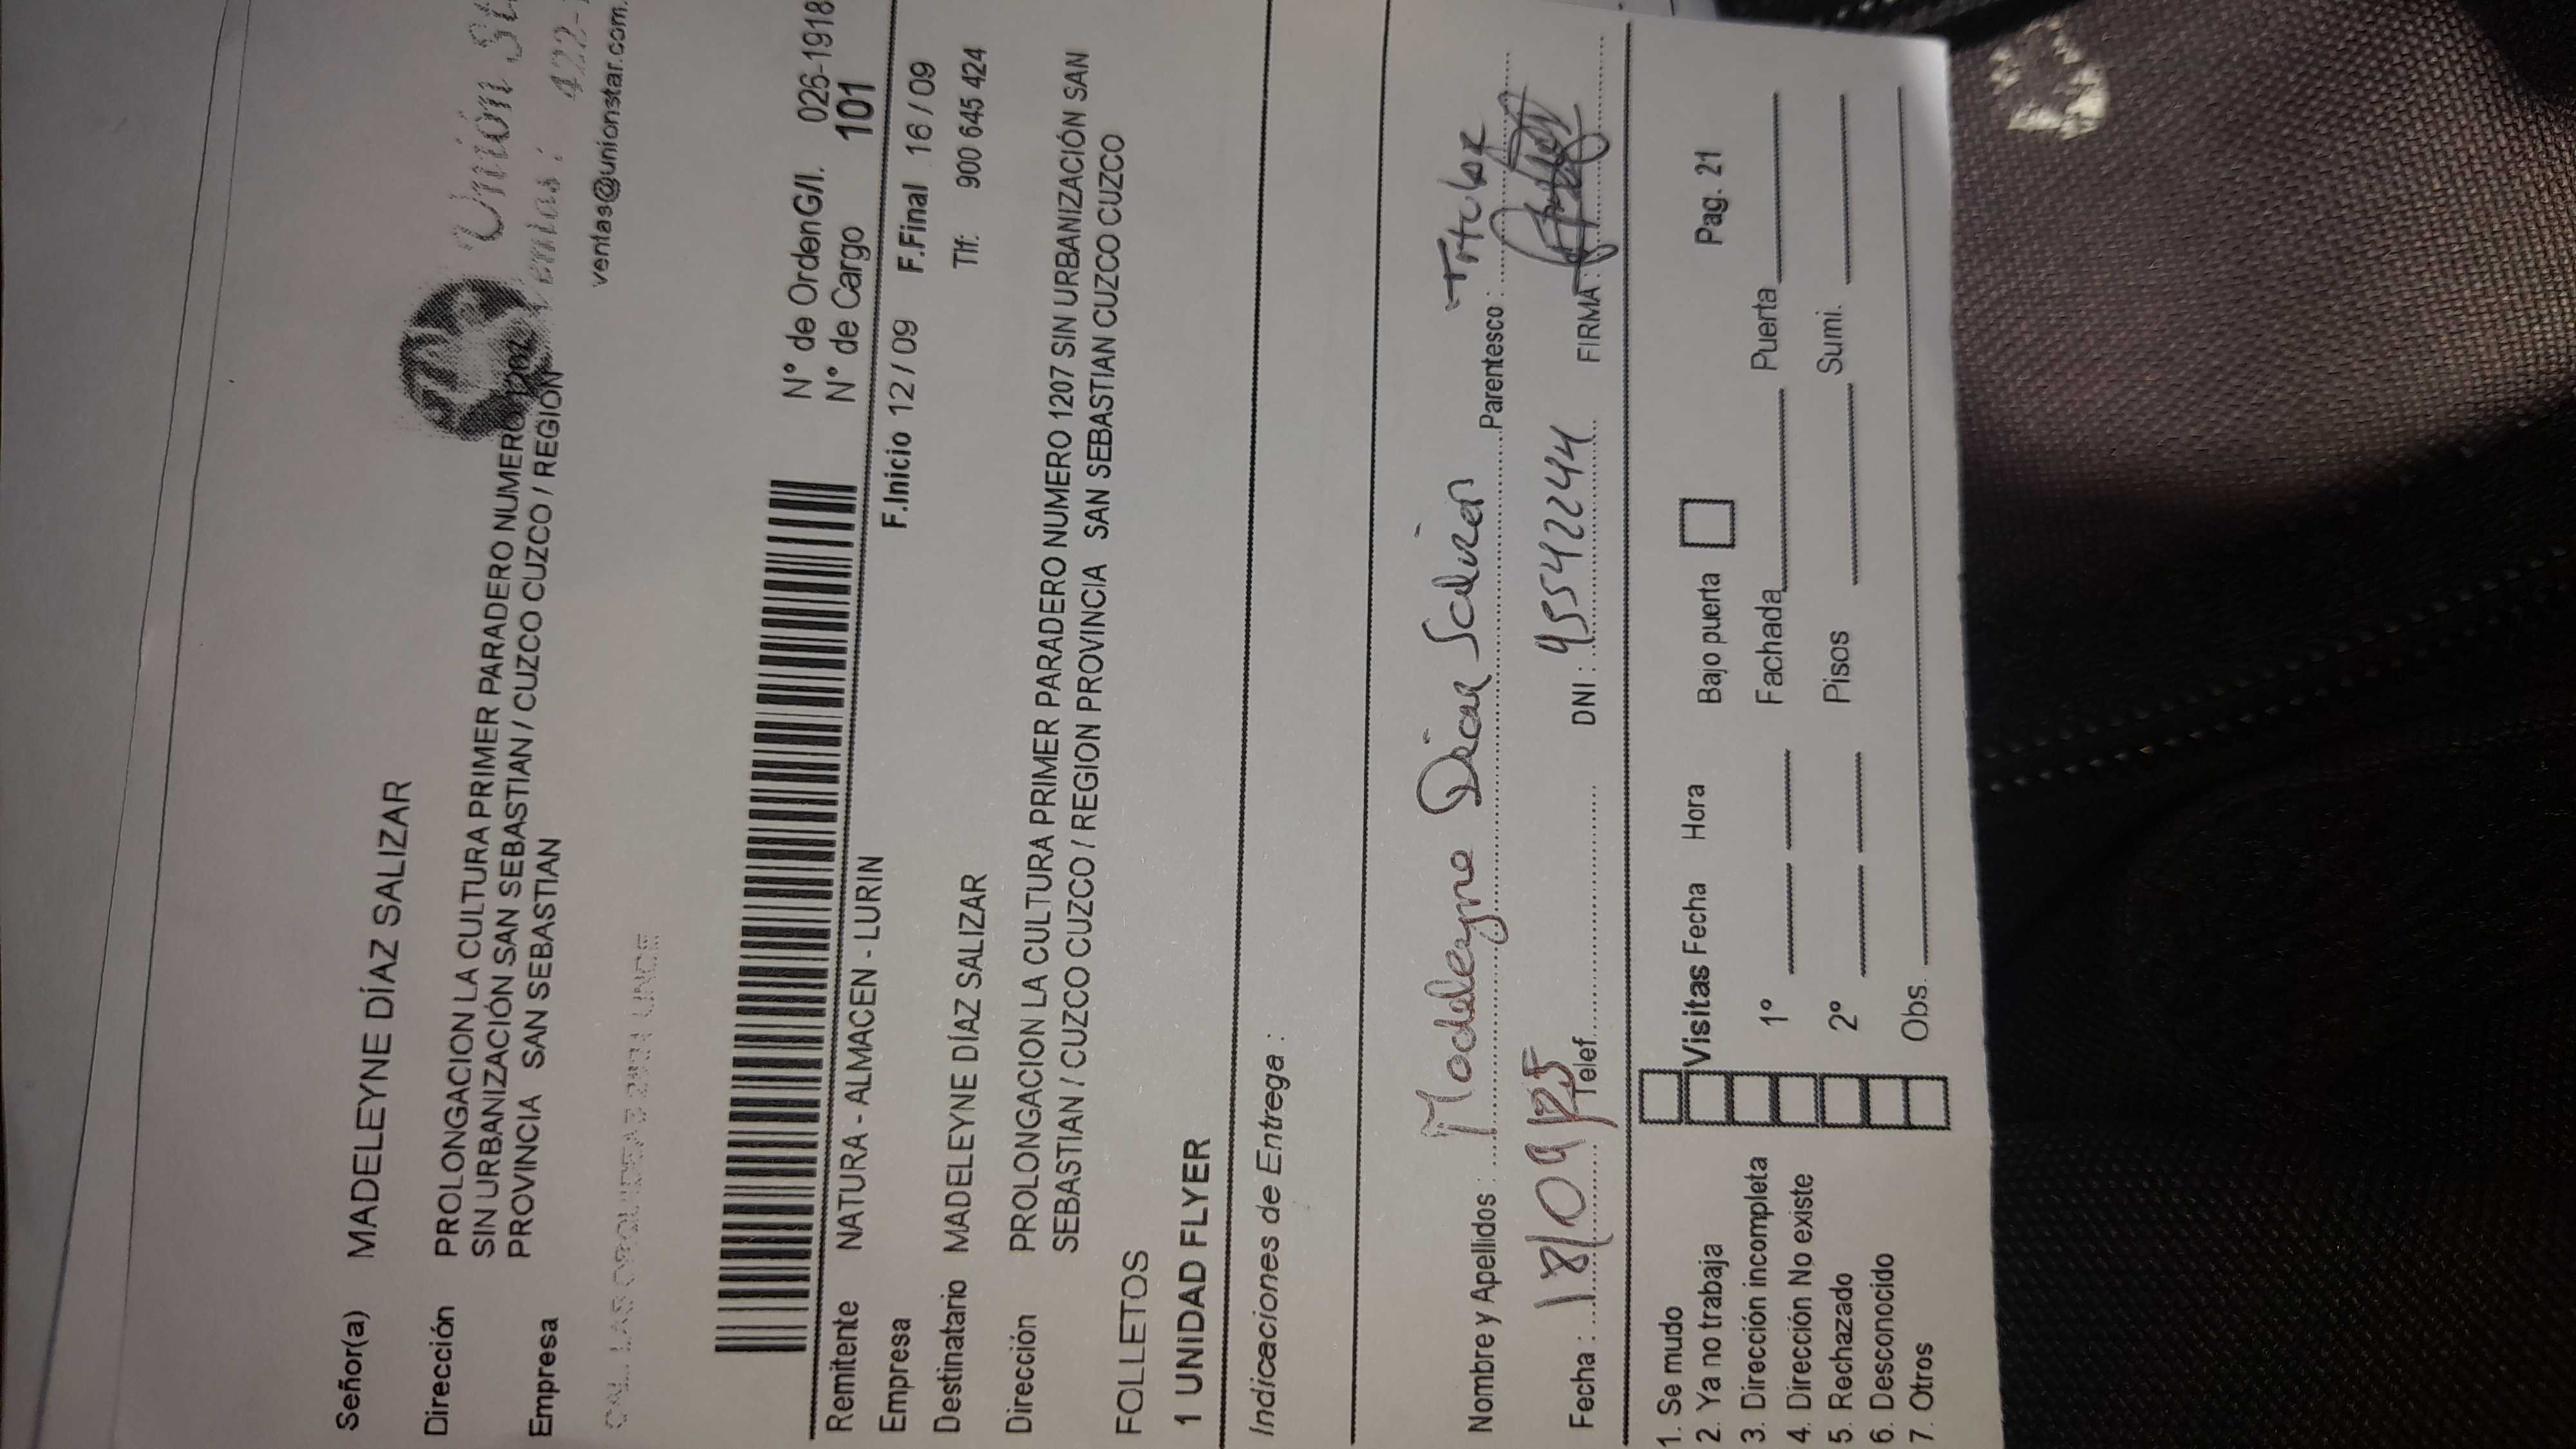 Señor(a) MADELEYNE DÍAZ SALIZAR
Unión
422-
ventas@unionstar.com.
Dirección PROLONGACION LA CULTURA PRIMER PARADERO NUMERO
SIN URBANIZACIÓN SAN SEBASTIAN / CUZCO CUZCO / REGION
Empresa PROVINCIA SAN SEBASTIAN
N° de OrdenG/I. 026-1918
N° de Cargo 101
Remitente NATURA - ALMACEN - LURIN
Empresa F.Inicio 12 / 09 F.Final 16 / 09
Destinatario MADELEYNE DÍAZ SALIZAR Tlf: 900 645 424
Dirección PROLONGACION LA CULTURA PRIMER PARADERO NUMERO 1207 SIN URBANIZACIÓN SAN
SEBASTIAN / CUZCO CUZCO / REGION PROVINCIA SAN SEBASTIAN CUZCO CUZCO
FOLLETOS
1 UNIDAD FLYER
Indicaciones de Entrega :
Nombre y Apellidos : Madeleyne Díaz Parentesco : Titular
Fecha : 18/09/25 Telef. DNI : 45542244 FIRMA :
1. Se mudo
2. Ya no trabaja Visitas Fecha Hora Bajo puerta Pag. 21
3. Dirección incompleta 1° Fachada Puerta
4. Dirección No existe
5. Rechazado 2° Pisos Sumi.
6. Desconocido
7. Otros Obs.